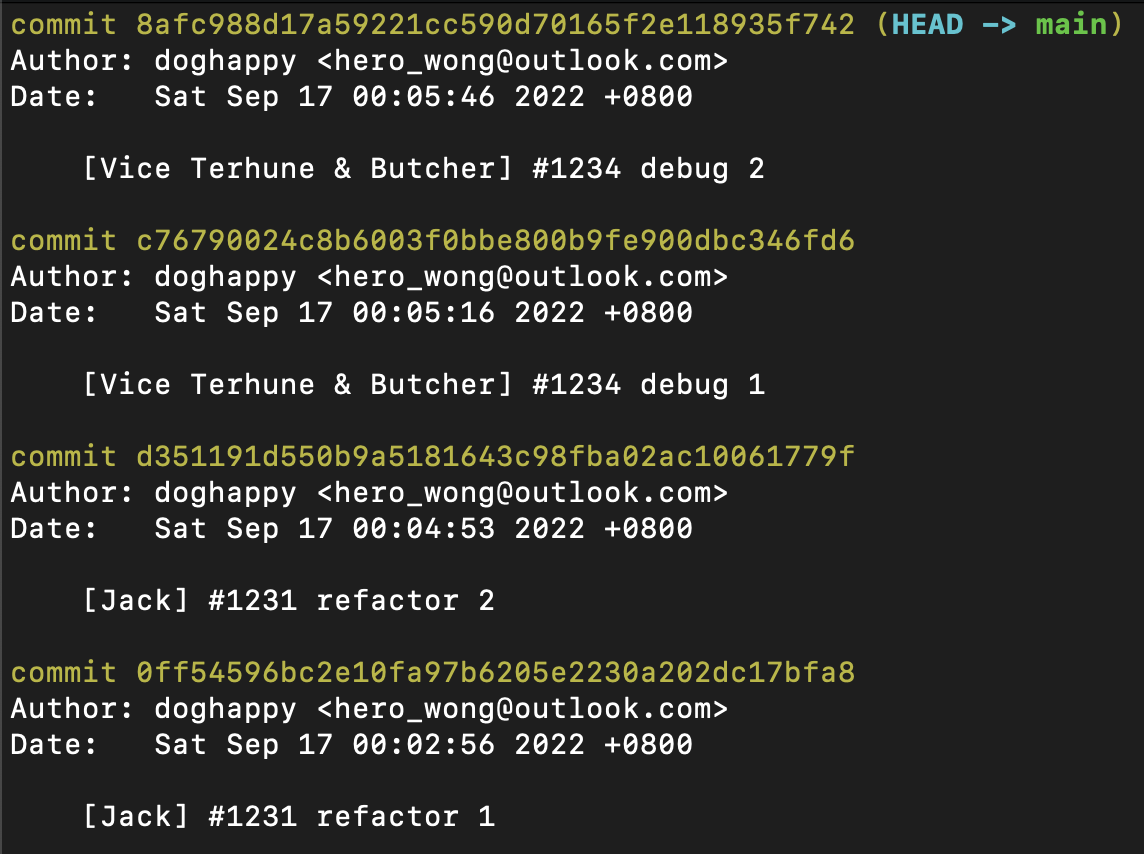 commit 8afc988d17a59221cc590d70165f2e118935f742 (HEAD -> main)
Author: doghappy <hero_wong@outlook.com>
Date:   Sat Sep 17 00:05:46 2022 +0800
[Vice Terhune & Butcher] #1234 debug 2
commit c76790024c8b6003f0bbe800b9fe900dbc346fd6
Author: doghappy <hero_wong@outlook.com>
Date:   Sat Sep 17 00:05:16 2022 +0800
[Vice Terhune & Butcher] #1234 debug 1
commit d351191d550b9a5181643c98fba02ac10061779f
Author: doghappy <hero_wong@outlook.com>
Date:   Sat Sep 17 00:04:53 2022 +0800
[Jack] #1231 refactor 2
commit 0ff54596bc2e10fa97b6205e2230a202dc17bfa8
Author: doghappy <hero_wong@outlook.com>
Date:   Sat Sep 17 00:02:56 2022 +0800
[Jack] #1231 refactor 1